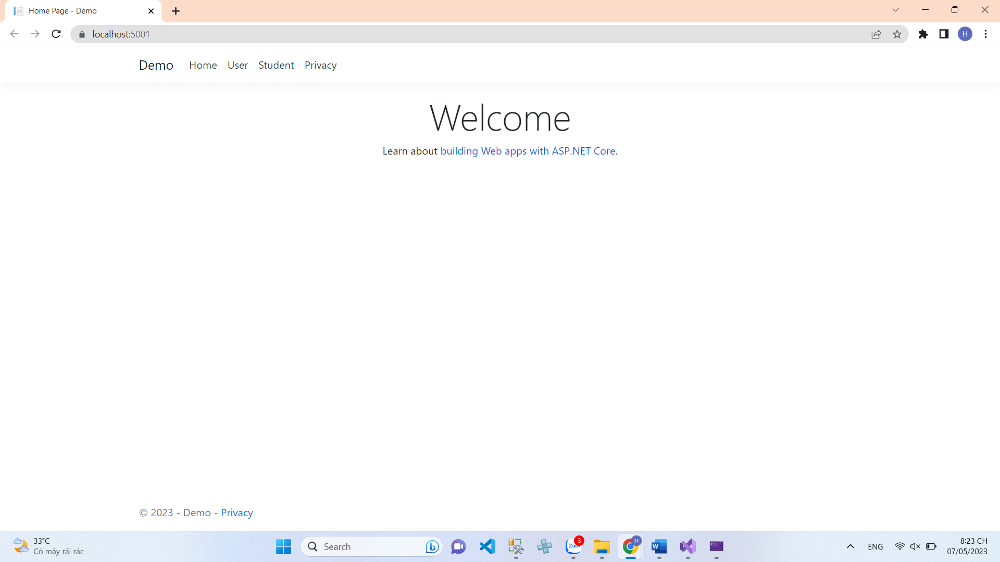 Home Page - Demo
localhost:5001
H
Demo Home User Student Privacy
Welcome
Learn about building Web apps with ASP.NET Core.
© 2023 - Demo - Privacy
33°C
Có mây rải rác
Search
Zalo
3
H
W
C:\_
ENG
8:23 CH
07/05/2023